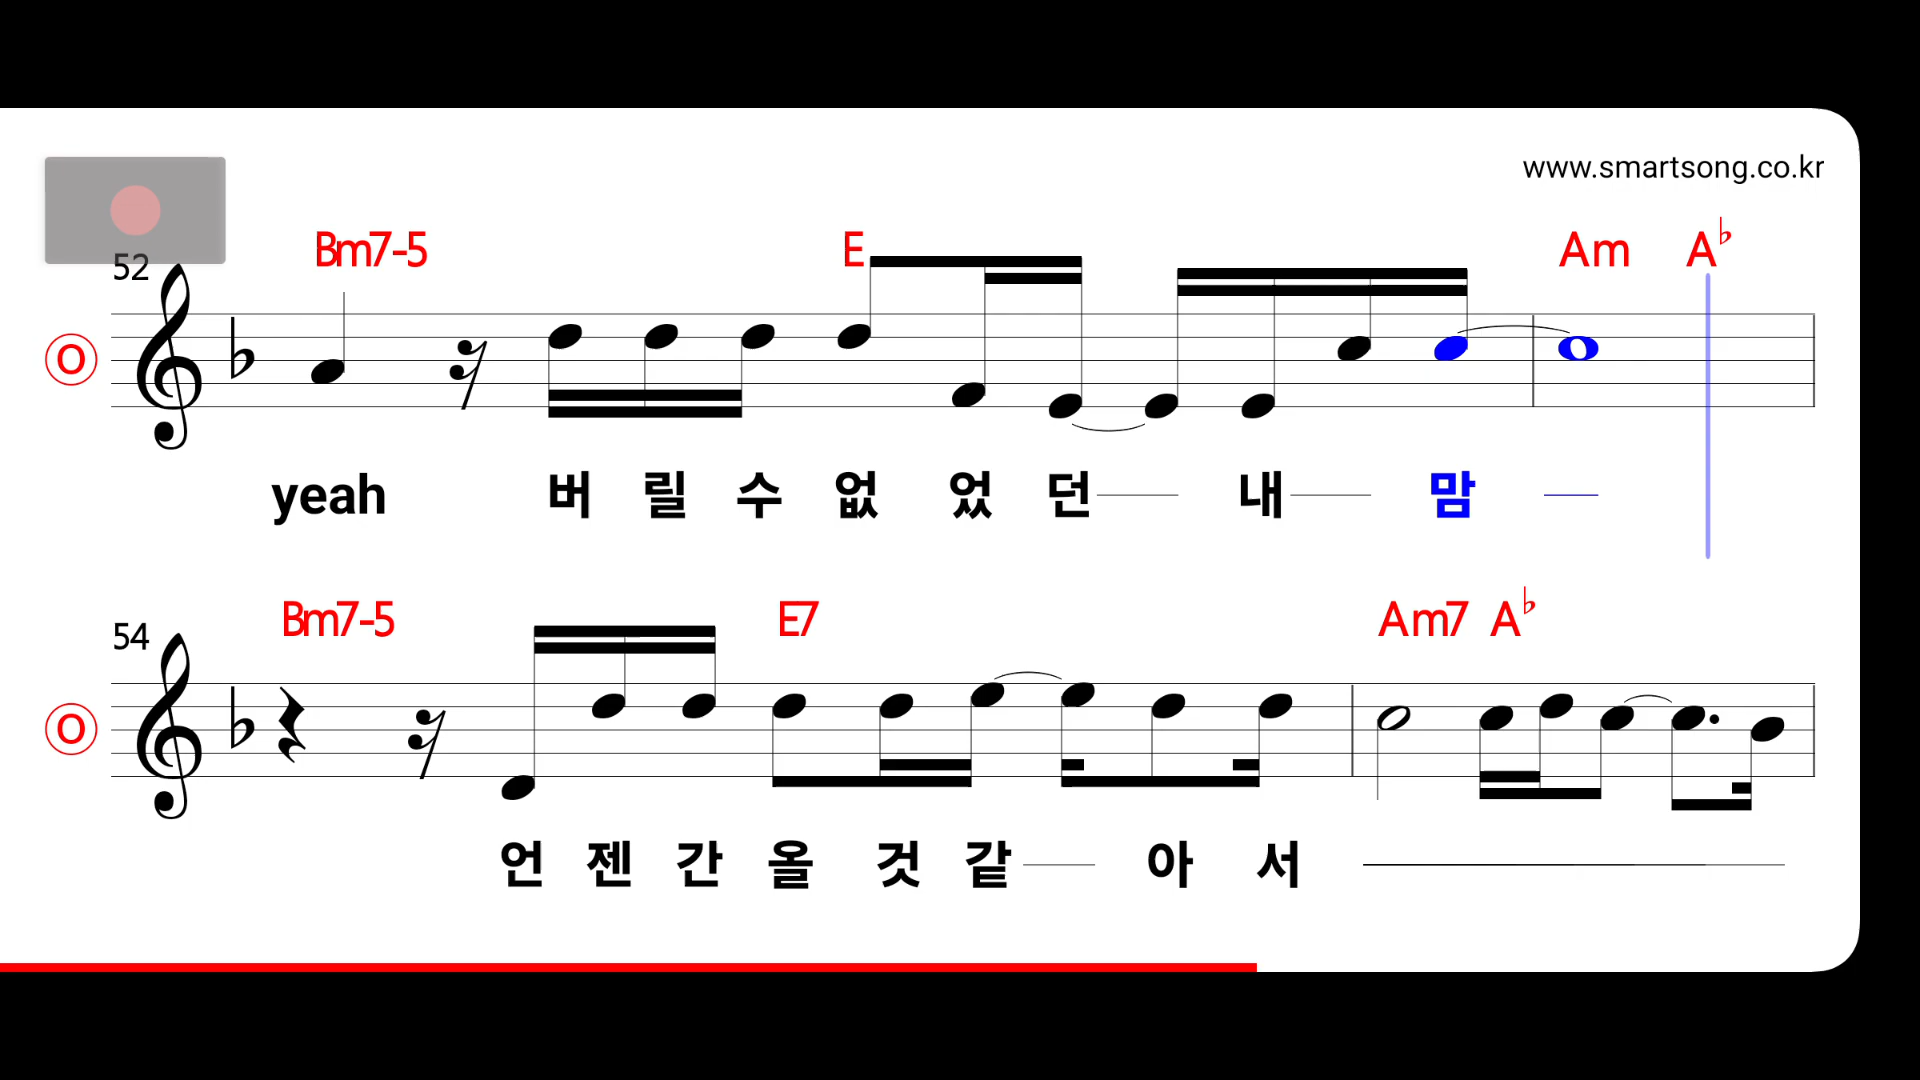 www.smartsong.co.kr
Bm7-5 E Am A♭
52
O
yeah 버 릴 수 없 었 던 내 맘
Bm7-5 E7 Am7 A♭
54
O
언 젠 간 올 것 같 아 서